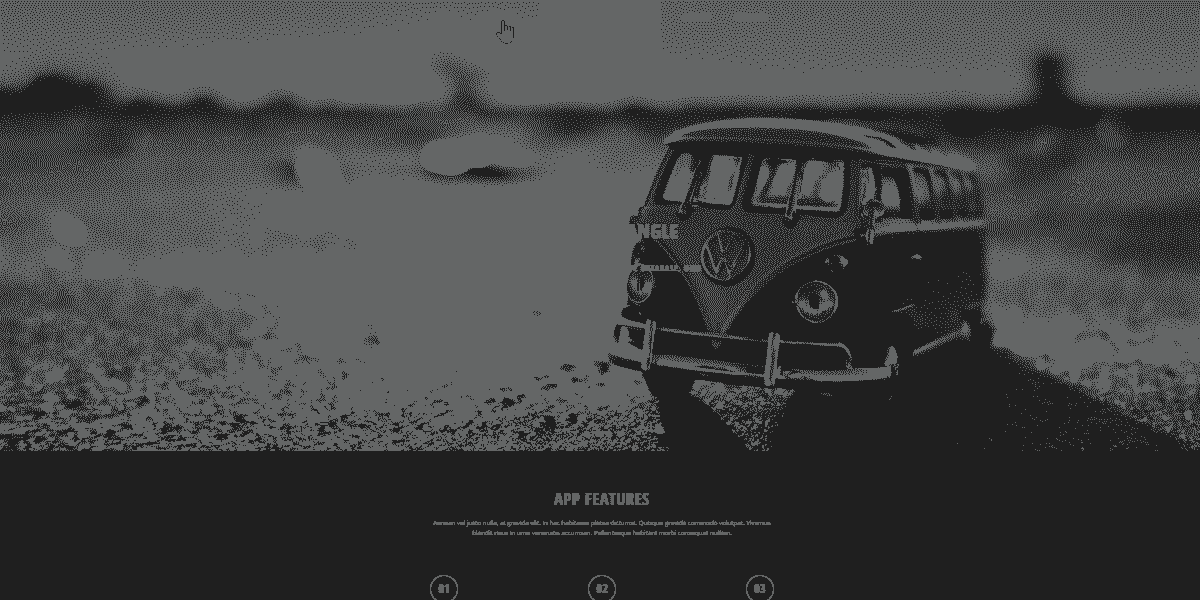 NGLE
VW
APP FEATURES
Aenean vel justo nulla, at gravida elit. In hac habitasse platea dictumst. Quisque gravida commodo volutpat. Vivamus
blandit risus in urna venenatis accumsan. Pellentesque habitant morbi consequat nullam.
01 02 03